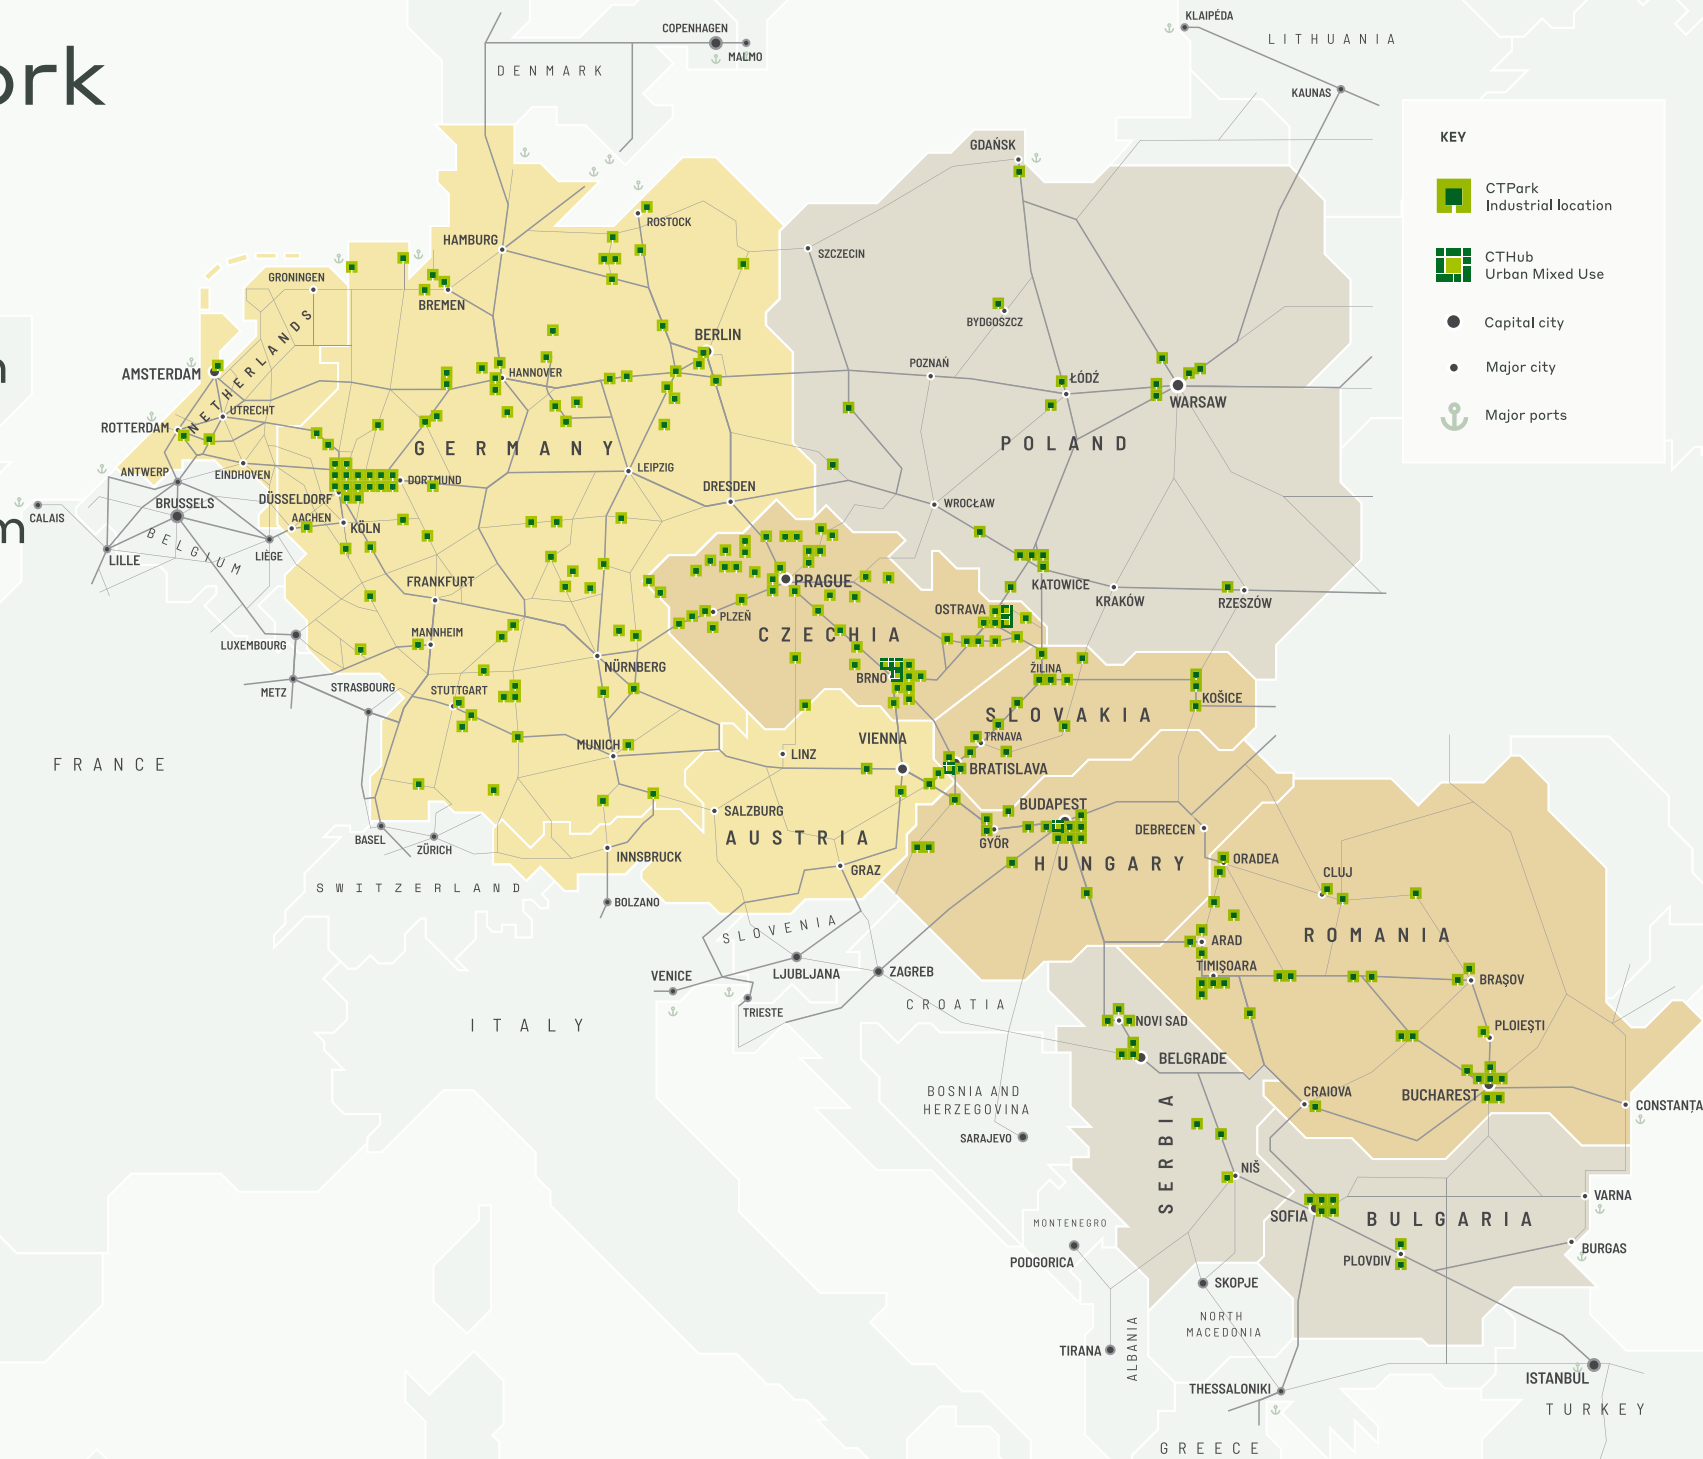 ork
n
m
KEY
CTPark
Industrial location
CTHub
Urban Mixed Use
Capital city
Major city
Major ports
COPENHAGEN
MALMO
DENMARK
KLAIPĖDA
LITHUANIA
KAUNAS
GDAŃSK
ROSTOCK
HAMBURG
SZCZECIN
GRONINGEN
BREMEN
BYDGOSZCZ
BERLIN
NETHERLANDS
AMSTERDAM
HANNOVER
POZNAŃ
ŁÓDŹ
WARSAW
UTRECHT
ROTTERDAM
GERMANY
POLAND
ANTWERP
EINDHOVEN
DORTMUND
LEIPZIG
DÜSSELDORF
DRESDEN
WROCŁAW
BRUSSELS
CALAIS
AACHEN
KÖLN
BELGIUM
LIÈGE
LILLE
FRANKFURT
PRAGUE
KATOWICE
KRAKÓW
RZESZÓW
OSTRAVA
PLZEŇ
CZECHIA
MANNHEIM
LUXEMBOURG
NÜRNBERG
ŽILINA
BRNO
METZ
STRASBOURG
STUTTGART
KOŠICE
SLOVAKIA
TRNAVA
VIENNA
MUNICH
LINZ
FRANCE
BRATISLAVA
SALZBURG
BUDAPEST
DEBRECEN
BASEL
ZÜRICH
AUSTRIA
GYŐR
INNSBRUCK
HUNGARY
ORADEA
CLUJ
GRAZ
SWITZERLAND
BOLZANO
SLOVENIA
ROMANIA
ARAD
TIMIȘOARA
VENICE
LJUBLJANA
ZAGREB
BRAŞOV
TRIESTE
CROATIA
ITALY
NOVI SAD
PLOIEȘTI
BELGRADE
BOSNIA AND
HERZEGOVINA
CRAIOVA
BUCHAREST
CONSTANȚA
SARAJEVO
SERBIA
NIŠ
VARNA
SOFIA
BULGARIA
MONTENEGRO
PODGORICA
PLOVDIV
BURGAS
SKOPJE
NORTH
MACEDONIA
ALBANIA
TIRANA
THESSALONIKI
ISTANBUL
TURKEY
GREECE